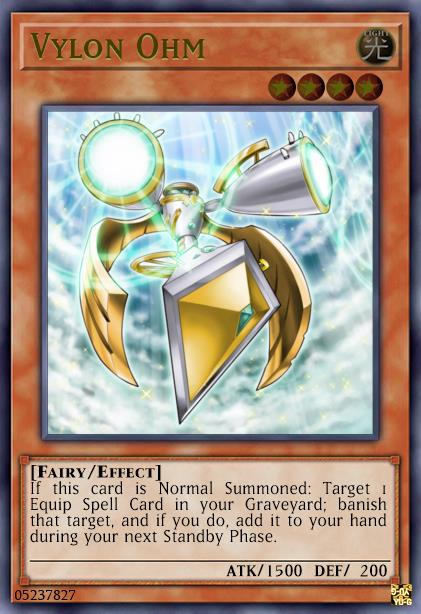 Vylon Ohm
LIGHT
光
[Fairy/Effect]
If this card is Normal Summoned: Target 1
Equip Spell Card in your Graveyard; banish
that target, and if you do, add it to your hand
during your next Standby Phase.
ATK/1500 DEF/ 200
05237827